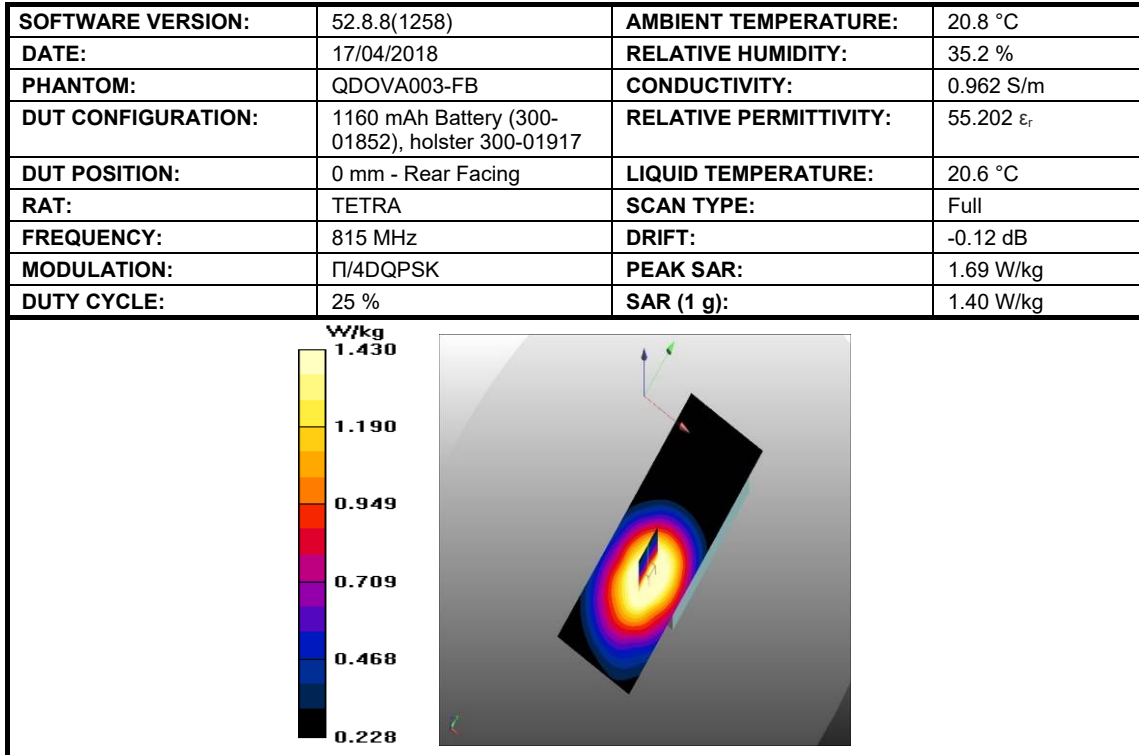 SOFTWARE VERSION: 52.8.8(1258) AMBIENT TEMPERATURE: 20.8 °C
DATE: 17/04/2018 RELATIVE HUMIDITY: 35.2 %
PHANTOM: QDOVA003-FB CONDUCTIVITY: 0.962 S/m
DUT CONFIGURATION: 1160 mAh Battery (300- RELATIVE PERMITTIVITY: 55.202 εr
01852), holster 300-01917
DUT POSITION: 0 mm - Rear Facing LIQUID TEMPERATURE: 20.6 °C
RAT: TETRA SCAN TYPE: Full
FREQUENCY: 815 MHz DRIFT: -0.12 dB
MODULATION: Π/4DQPSK PEAK SAR: 1.69 W/kg
DUTY CYCLE: 25 % SAR (1 g): 1.40 W/kg
W/kg
1.430
1.190
0.949
0.709
0.468
0.228